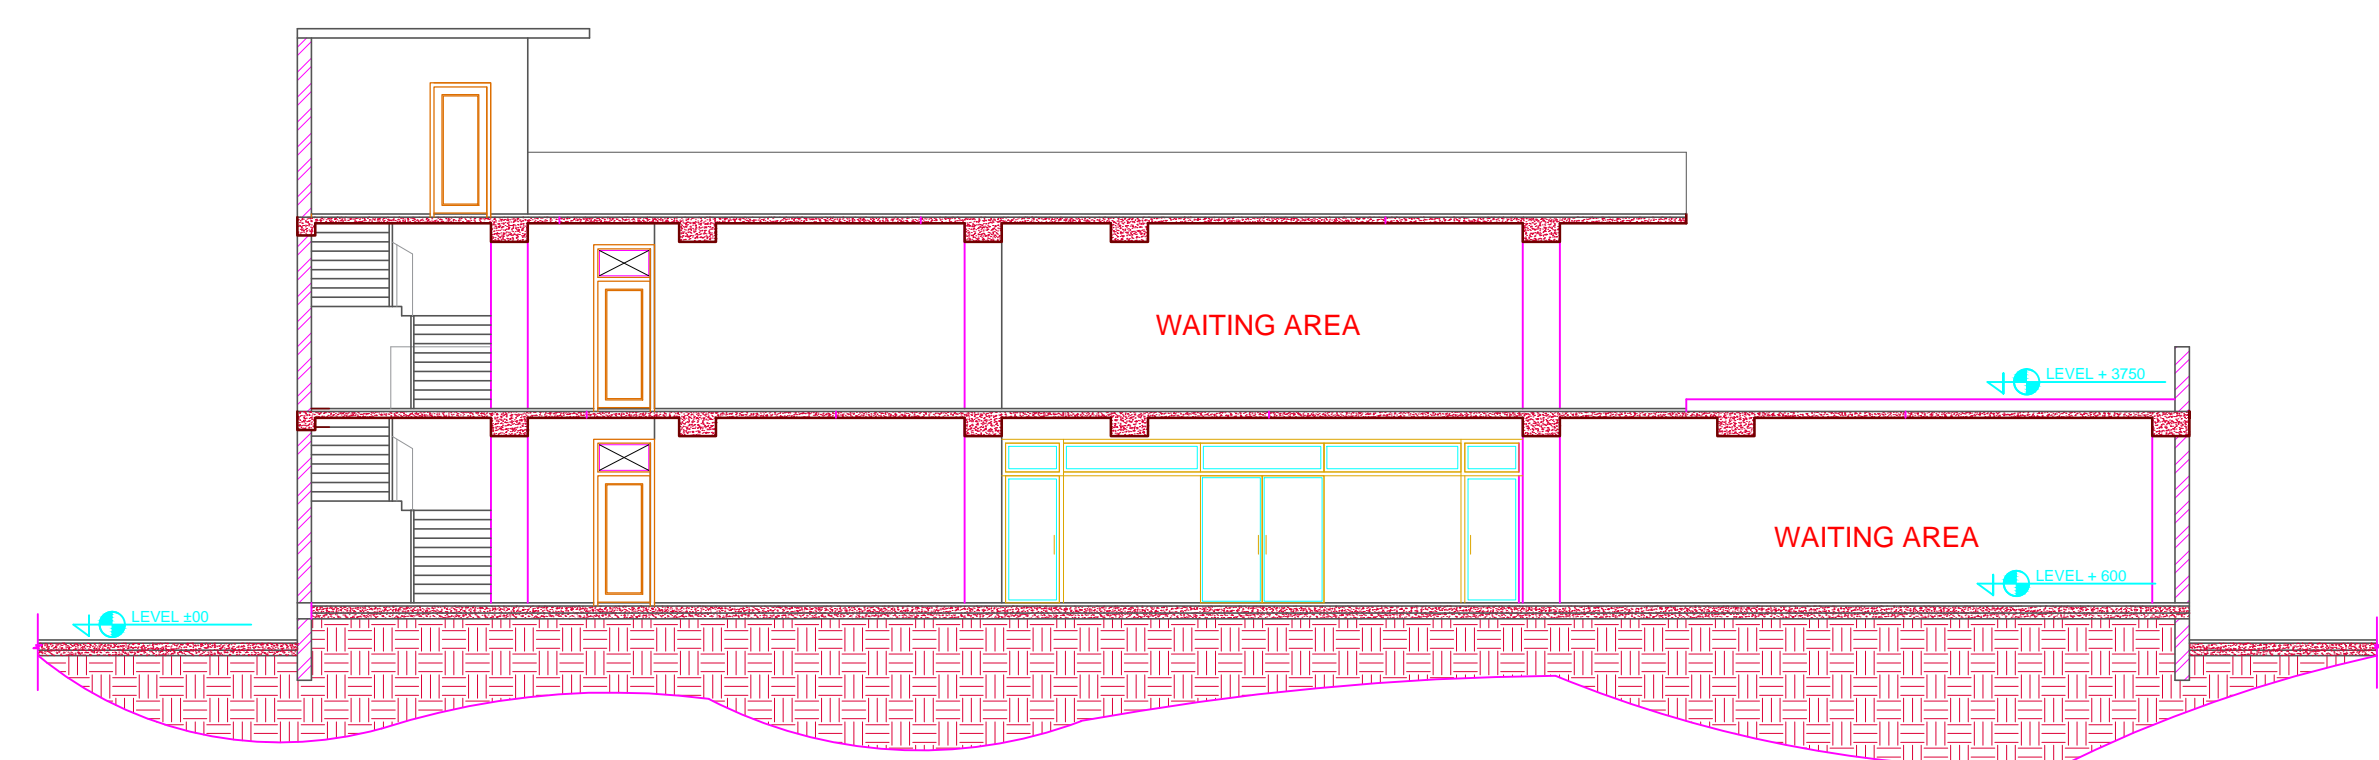 WAITING AREA
LEVEL + 3750
WAITING AREA
LEVEL + 600
LEVEL ±00